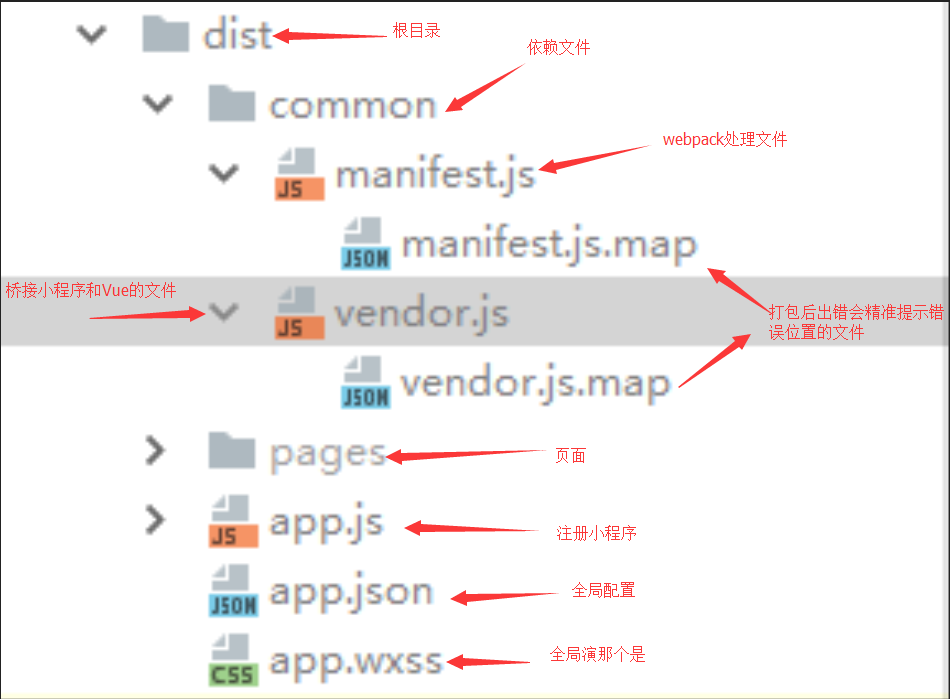 dist
根目录
依赖文件
common
webpack处理文件
manifest.js
JS
manifest.js.map
JSON
桥接小程序和Vue的文件
vendor.js
JS
打包后出错会精准提示错
误位置的文件
vendor.js.map
JSON
pages
页面
app.js
JS
注册小程序
app.json
JSON
全局配置
app.wxss
CSS
全局演那个是